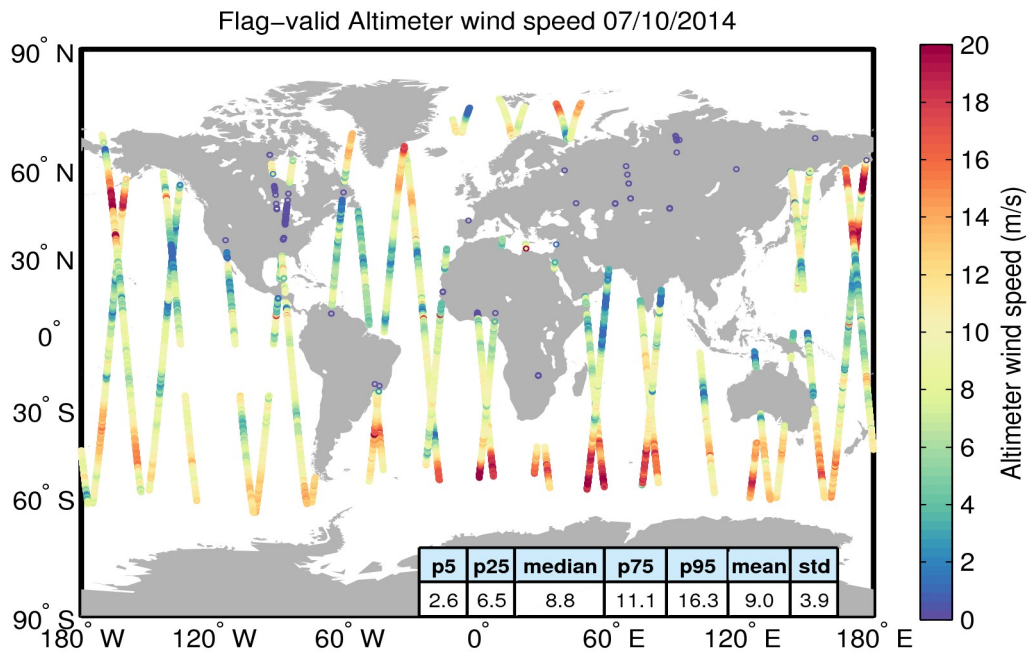 Flag-valid Altimeter wind speed 07/10/2014
90° N
60° N
30° N
0°
30° S
60° S
90° S
180° W
120° W
60° W
0°
60° E
120° E
180° E
p5 p25 median p75 p95 mean std
2.6 6.5 8.8 11.1 16.3 9.0 3.9
20
18
16
14
12
10
8
6
4
2
0
Altimeter wind speed (m/s)